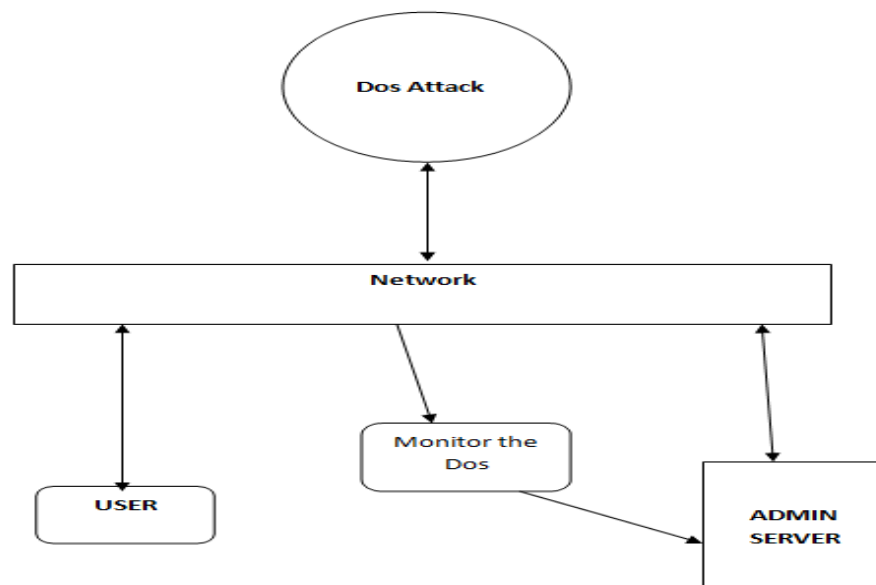 Dos Attack
Network
Monitor the
Dos
USER
ADMIN
SERVER